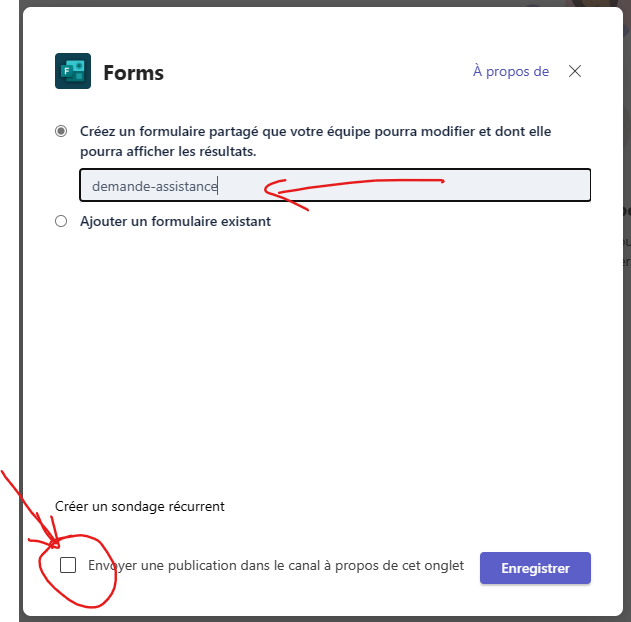 Forms
À propos de
Créez un formulaire partagé que votre équipe pourra modifier et dont elle
pourra afficher les résultats.
demande-assistance
Ajouter un formulaire existant
Créer un sondage récurrent
Envoyer une publication dans le canal à propos de cet onglet
Enregistrer